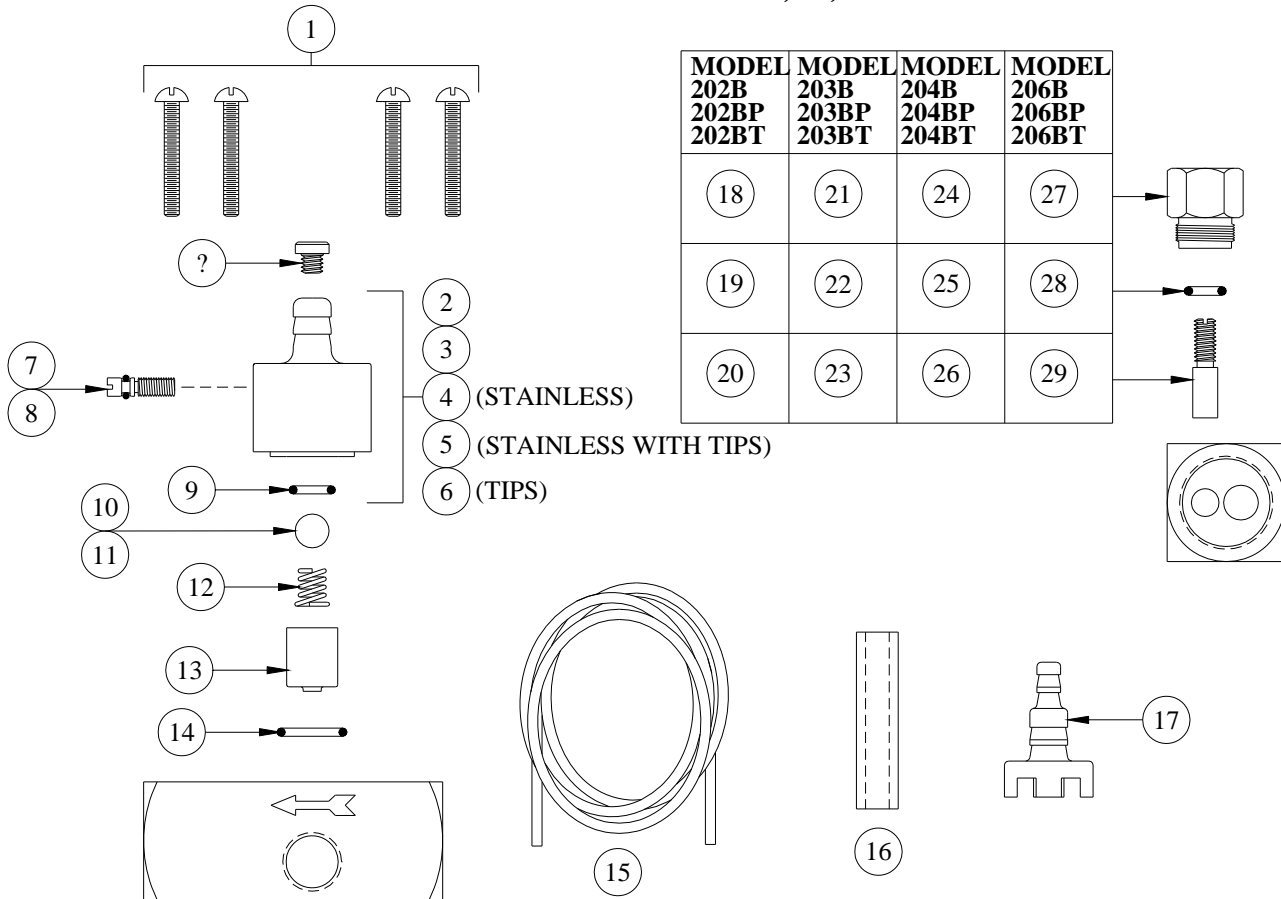 1
MODEL MODEL MODEL MODEL
202B 203B 204B 206B
202BP 203BP 204BP 206BP
202BT 203BT 204BT 206BT
18 21 24 27
?
19 22 25 28
2
3
7
8
4 (STAINLESS)
20 23 26 29
5 (STAINLESS WITH TIPS)
9
6 (TIPS)
10
11
12
13
14
17
16
15